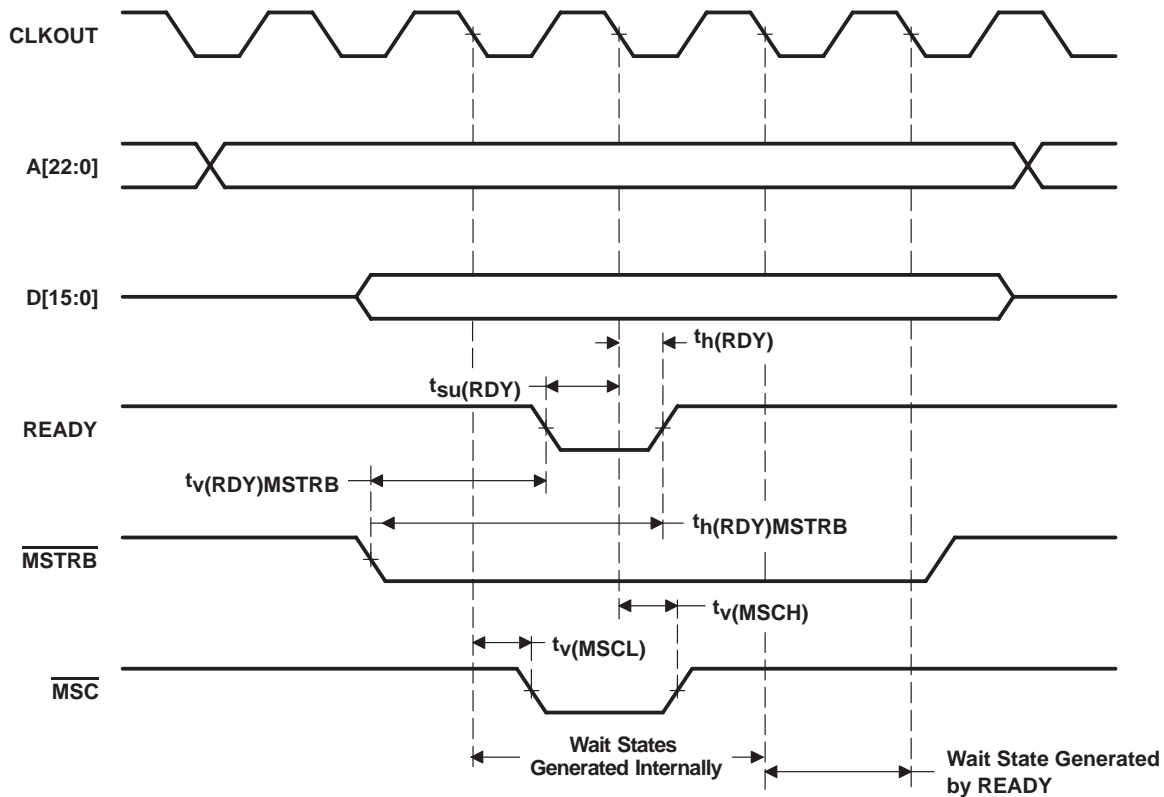 CLKOUT
A[22:0]
D[15:0]
th(RDY)
tsu(RDY)
READY
tv(RDY)MSTRB
th(RDY)MSTRB
MSTRB
tv(MSCH)
tv(MSCL)
MSC
Wait States
Generated Internally
Wait State Generated
by READY